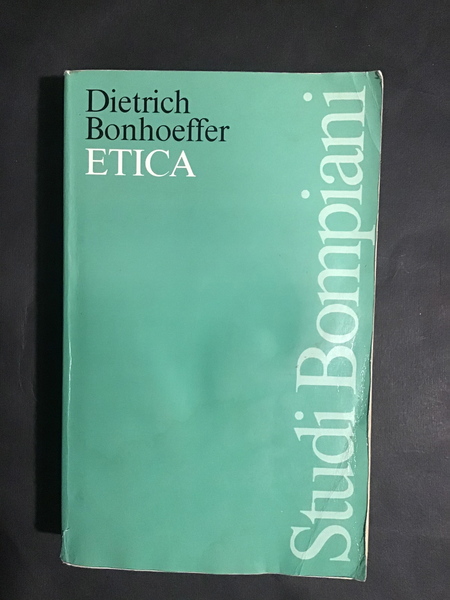 Dietrich
Bonhoeffer
ETICA
Studi Bompiani